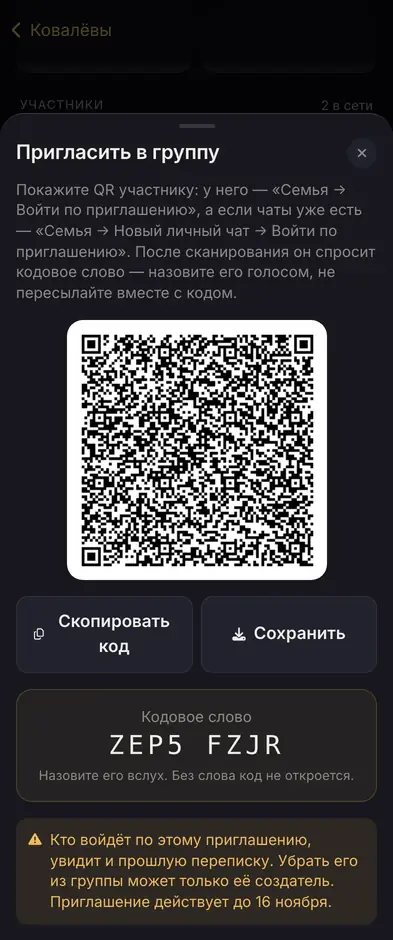 Ковалёвы
УЧАСТНИКИ
2 в сети
Пригласить в группу
Покажите QR участнику: у него — «Семья →
Войти по приглашению», а если чаты уже есть
— «Семья → Новый личный чат → Войти по
приглашению». После сканирования он спросит
кодовое слово — назовите его голосом, не
пересылайте вместе с кодом.
Скопировать
код
Сохранить
Кодовое слово
ZEP5 FZJR
Назовите его вслух. Без слова код не откроется.
Кто войдёт по этому приглашению,
увидит и прошлую переписку. Убрать его
из группы может только её создатель.
Приглашение действует до 16 ноября.